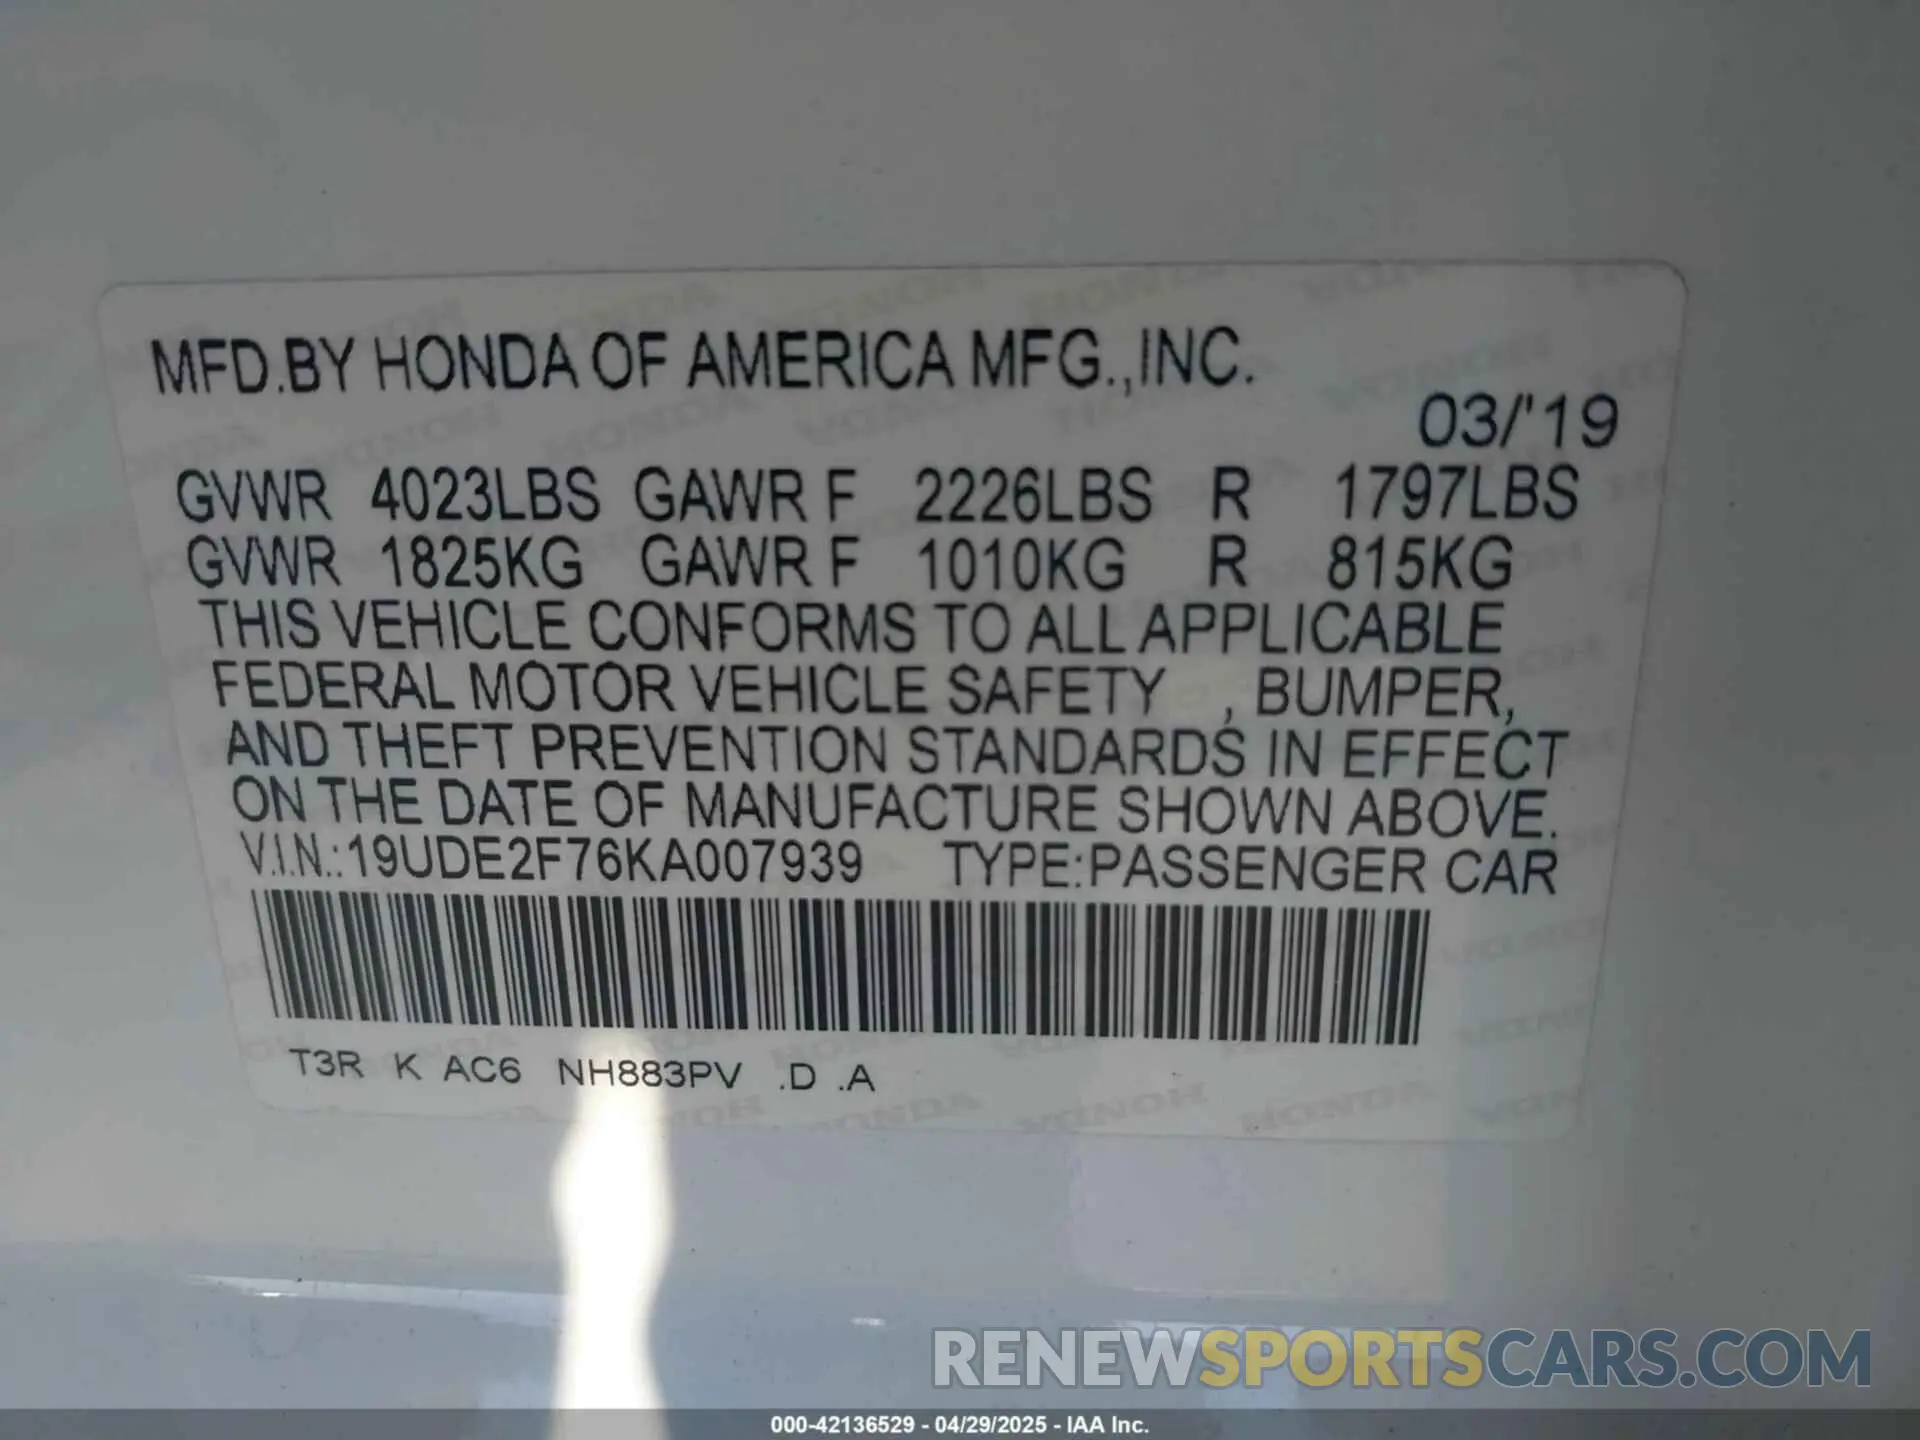 MFD.BY HONDA OF AMERICA MFG.,INC.
03/'19
GVWR 4023LBS GAWR F 2226LBS R 1797LBS
GVWR 1825KG GAWR F 1010KG R 815KG
THIS VEHICLE CONFORMS TO ALL APPLICABLE
FEDERAL MOTOR VEHICLE SAFETY , BUMPER,
AND THEFT PREVENTION STANDARDS IN EFFECT
ON THE DATE OF MANUFACTURE SHOWN ABOVE.
V.I.N.:19UDE2F76KA007939 TYPE:PASSENGER CAR
T3R K AC6 NH883PV .D .A
RENEWSPORTSCARS.COM
000-42136529 - 04/29/2025 - IAA Inc.